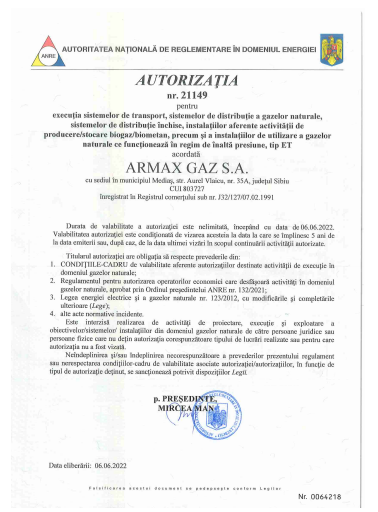 ANRE
AUTORITATEA NAȚIONALĂ DE REGLEMENTARE ÎN DOMENIUL ENERGIEI
AUTORIZAȚIA
nr. 21149
pentru
execuția sistemelor de transport, sistemelor de distribuție a gazelor naturale,
sistemelor de distribuție închise, instalațiilor aferente activității de
producere/stocare biogaz/biometan, precum și a instalațiilor de utilizare a gazelor
naturale ce funcționează în regim de înaltă presiune, tip ET
acordată
ARMAX GAZ S.A.
cu sediul în municipiul Mediaș, str. Aurel Vlaicu, nr. 35A, județul Sibiu
CUI 803727
înregistrat în Registrul comerțului sub nr. J32/127/07.02.1991
Durata de valabilitate a autorizației este nelimitată, începând cu data de 06.06.2022.
Valabilitatea autorizației este condiționată de vizarea acesteia la data la care se împlinesc 5 ani de
la data emiterii sau, după caz, de la data ultimei vizări în scopul continuării activității autorizate.
Titularul autorizației are obligația să respecte prevederile din:
1. CONDIȚIILE-CADRU de valabilitate aferente autorizațiilor destinate activității de execuție în
domeniul gazelor naturale;
2. Regulamentul pentru autorizarea operatorilor economici care desfășoară activități în domeniul
gazelor naturale, aprobat prin Ordinul președintelui ANRE nr. 132/2021;
3. Legea energiei electrice și a gazelor naturale nr. 123/2012, cu modificările și completările
ulterioare (Lege);
4. alte acte normative incidente.
Este interzisă realizarea de activități de proiectare, execuție și exploatare a
obiectivelor/sistemelor/ instalațiilor din domeniul gazelor naturale de către persoane juridice sau
persoane fizice care nu dețin autorizația corespunzătoare tipului de lucrări realizate sau pentru care
autorizația nu a fost vizată.
Neîndeplinirea și/sau îndeplinirea necorespunzătoare a prevederilor prezentului regulament
sau nerespectarea condițiilor-cadru de valabilitate asociate autorizației/autorizațiilor, în funcție de
tipul de autorizație deținut, se sancționează potrivit dispozițiilor Legii.
p. PREȘEDINTE,
MIRCEA MAN
Data eliberării: 06.06.2022
Falsificarea acestui document se pedepsește conform Legilor
Nr. 0064218